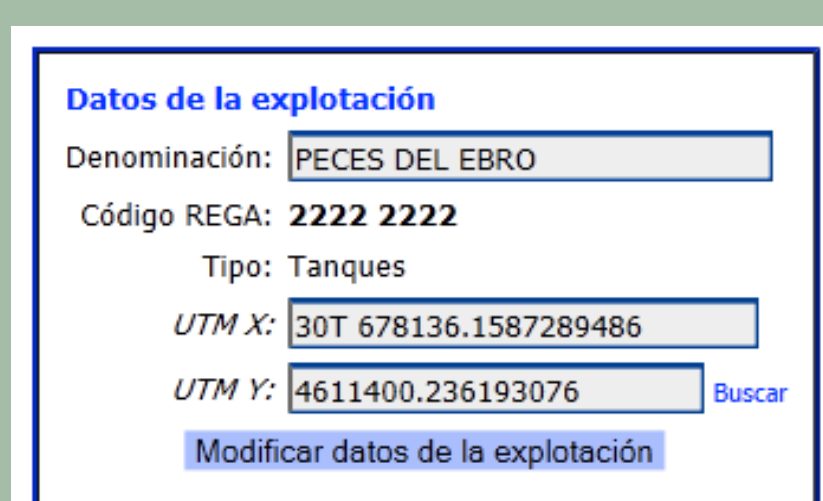 Datos de la explotación
Denominación: PECES DEL EBRO
Código REGA: 2222 2222
Tipo: Tanques
UTM X: 30T 678136.1587289486
UTM Y: 4611400.236193076 Buscar
Modificar datos de la explotación